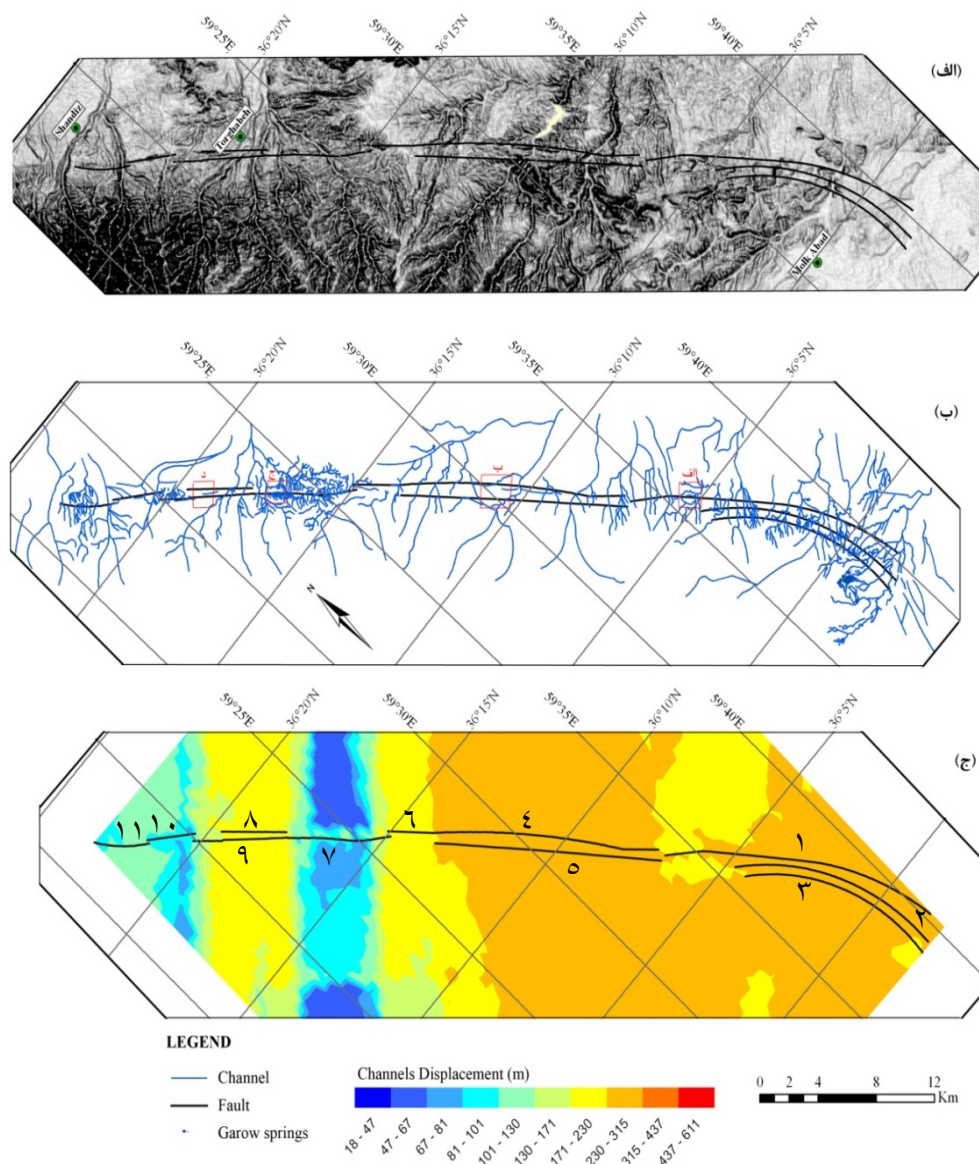 59°25'E
36°20'N
59°30'E
36°15'N
59°35'E
36°10'N
59°40'E
36°5'N
(الف)
Shandiz
Torghabeh
Molk Abad
59°25'E
36°20'N
59°30'E
36°15'N
59°35'E
36°10'N
59°40'E
36°5'N
(ب)
د
ج
ب
الف
N
59°25'E
36°20'N
59°30'E
36°15'N
59°35'E
36°10'N
59°40'E
36°5'N
(ج)
١١
١٠
٨
٩
٧
٦
٤
٥
١
٣
٢
LEGEND
Channel
Fault
Garow springs
Channels Displacement (m)
18 - 47
47 - 67
67 - 81
81 - 101
101 - 130
130 - 171
171 - 230
230 - 315
315 - 437
437 - 611
0 2 4 8 12
Km